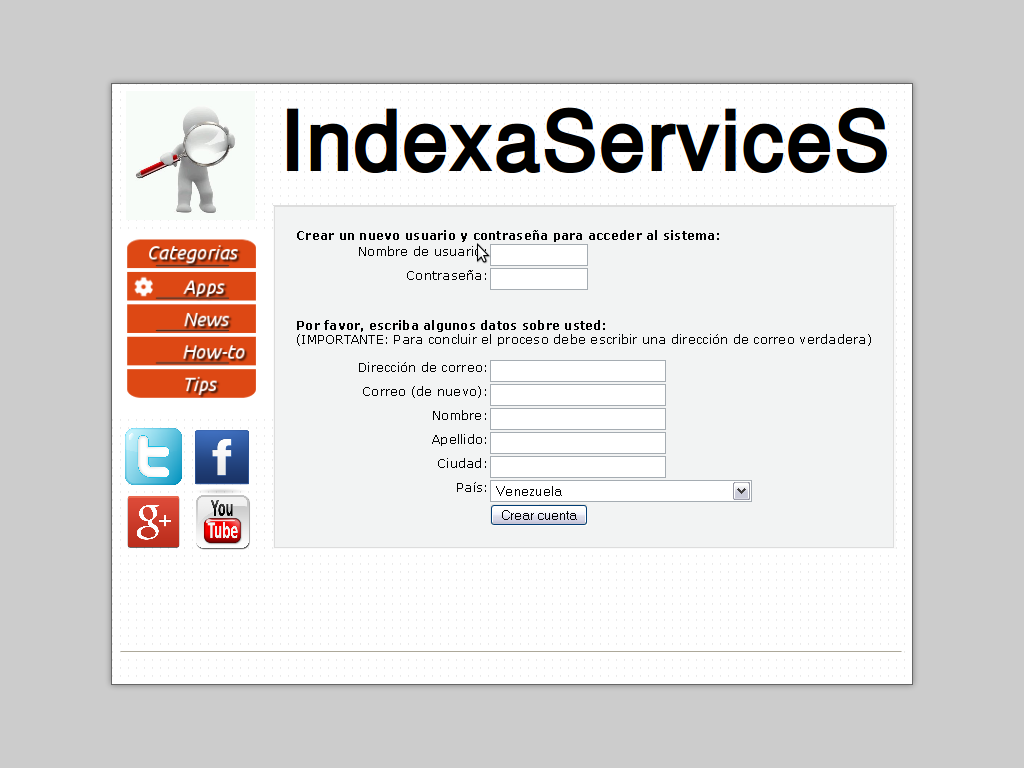 IndexaServiceS
Categorias
Apps
News
How-to
Tips
t
f
g+
You
Tube
Crear un nuevo usuario y contraseña para acceder al sistema:
Nombre de usuario:
Contraseña:
Por favor, escriba algunos datos sobre usted:
(IMPORTANTE: Para concluir el proceso debe escribir una dirección de correo verdadera)
Dirección de correo:
Correo (de nuevo):
Nombre:
Apellido:
Ciudad:
País:
Venezuela
Crear cuenta